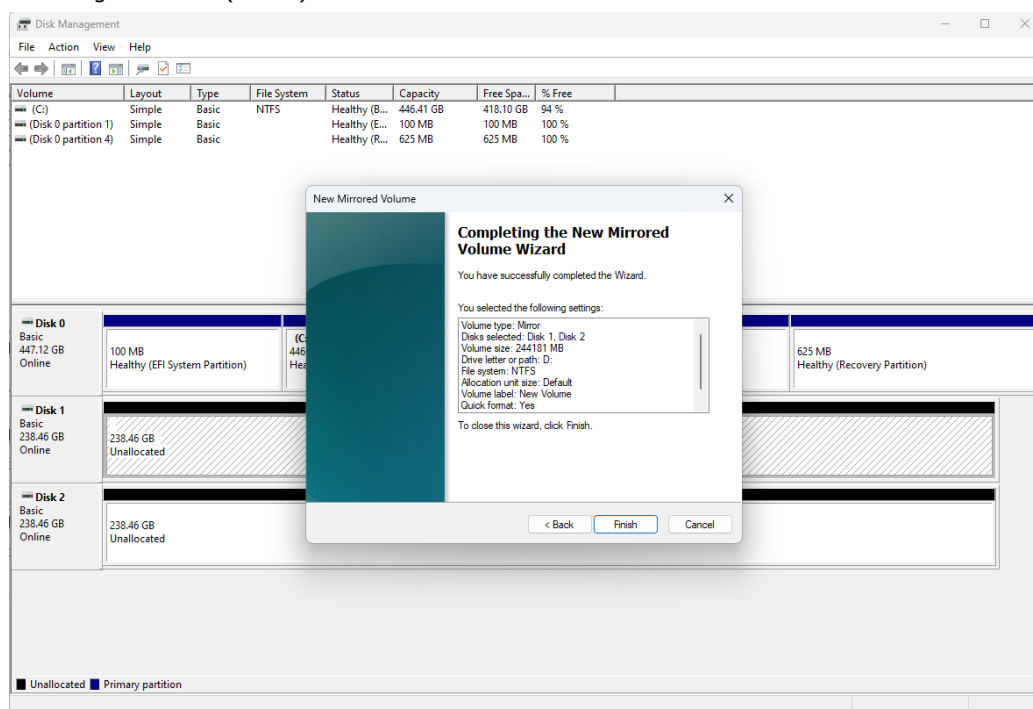 Disk Management
File Action View Help
Volume Layout Type File System Status Capacity Free Spa... % Free
(C:) Simple Basic NTFS Healthy (B... 446.41 GB 418.10 GB 94 %
(Disk 0 partition 1) Simple Basic Healthy (E... 100 MB 100 MB 100 %
(Disk 0 partition 4) Simple Basic Healthy (R... 625 MB 625 MB 100 %
New Mirrored Volume
Completing the New Mirrored
Volume Wizard
You have successfully completed the Wizard.
You selected the following settings:
Volume type: Mirror
Disks selected: Disk 1, Disk 2
Volume size: 244181 MB
Drive letter or path: D:
File system: NTFS
Allocation unit size: Default
Volume label: New Volume
Quick format: Yes
To close this wizard, click Finish.
< Back Finish Cancel
Disk 0
Basic
447.12 GB
Online
100 MB
Healthy (EFI System Partition)
(C:
446
Hea
625 MB
Healthy (Recovery Partition)
Disk 1
Basic
238.46 GB
Online
238.46 GB
Unallocated
Disk 2
Basic
238.46 GB
Online
238.46 GB
Unallocated
Unallocated Primary partition